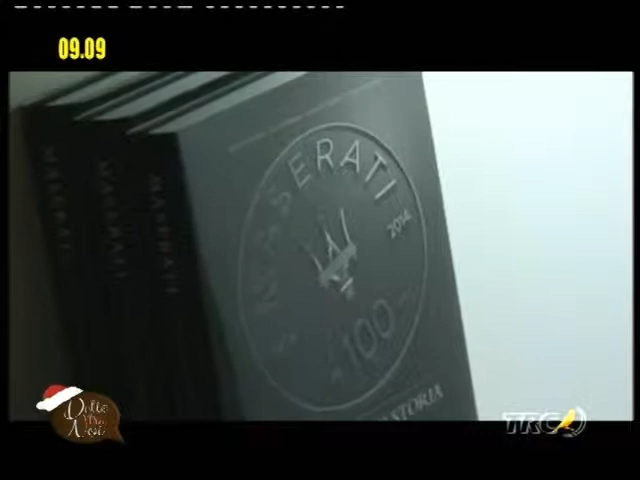 09.09
MASERATI
MASERATI
MASERATI
MASERATI
2014
100
STORIA
TRC